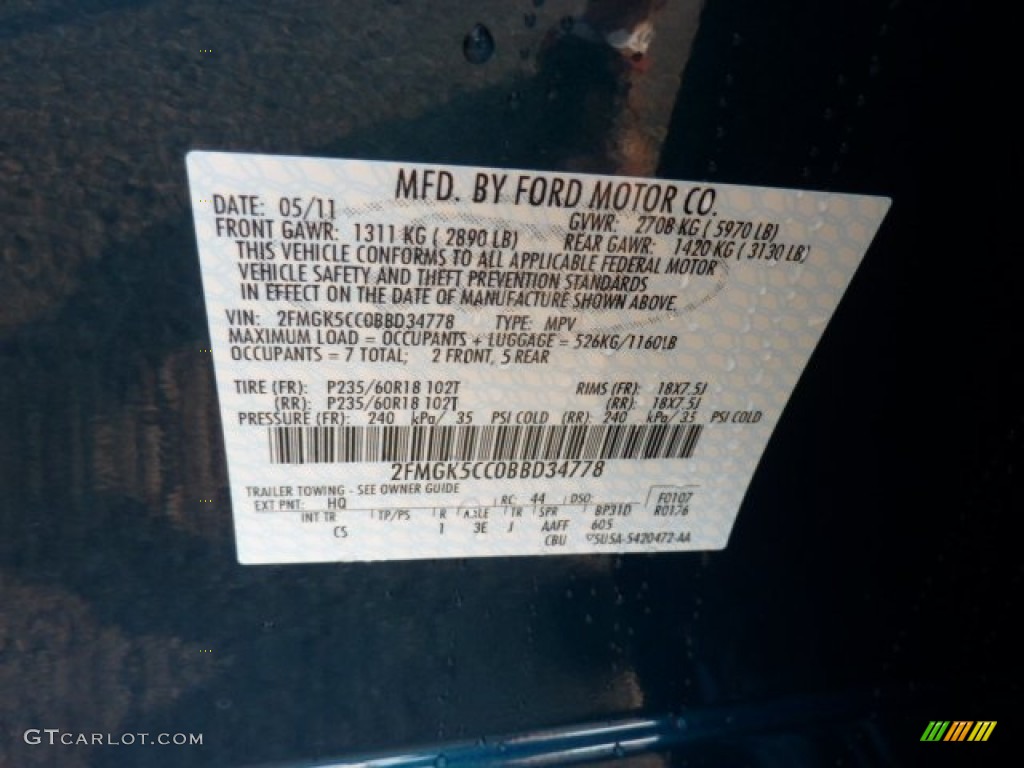 MFD. BY FORD MOTOR CO.
DATE: 05/11 GVWR: 2708 KG ( 5970 LB)
FRONT GAWR: 1311 KG ( 2890 LB) REAR GAWR: 1420 KG ( 3130 LB)
THIS VEHICLE CONFORMS TO ALL APPLICABLE FEDERAL MOTOR
VEHICLE SAFETY AND THEFT PREVENTION STANDARDS
IN EFFECT ON THE DATE OF MANUFACTURE SHOWN ABOVE.
VIN: 2FMGK5CC0BBD34778 TYPE: MPV
MAXIMUM LOAD = OCCUPANTS + LUGGAGE = 526KG/1160LB
OCCUPANTS = 7 TOTAL; 2 FRONT, 5 REAR
TIRE (FR): P235/60R18 102T RIMS (FR): 18X7.5J
(RR): P235/60R18 102T (RR): 18X7.5J
PRESSURE (FR): 240 kPa/ 35 PSI COLD (RR): 240 kPa/ 35 PSI COLD
2FMGK5CC0BBD34778
TRAILER TOWING - SEE OWNER GUIDE
EXT PNT: HQ RC: 44 DSO: F0107
INT TR TP/PS R AXLE TR SPR BP31D R0176
CS 1 3E J AAFF 605
CBU 5U5A-5420472-AA
GTCARLOT.COM